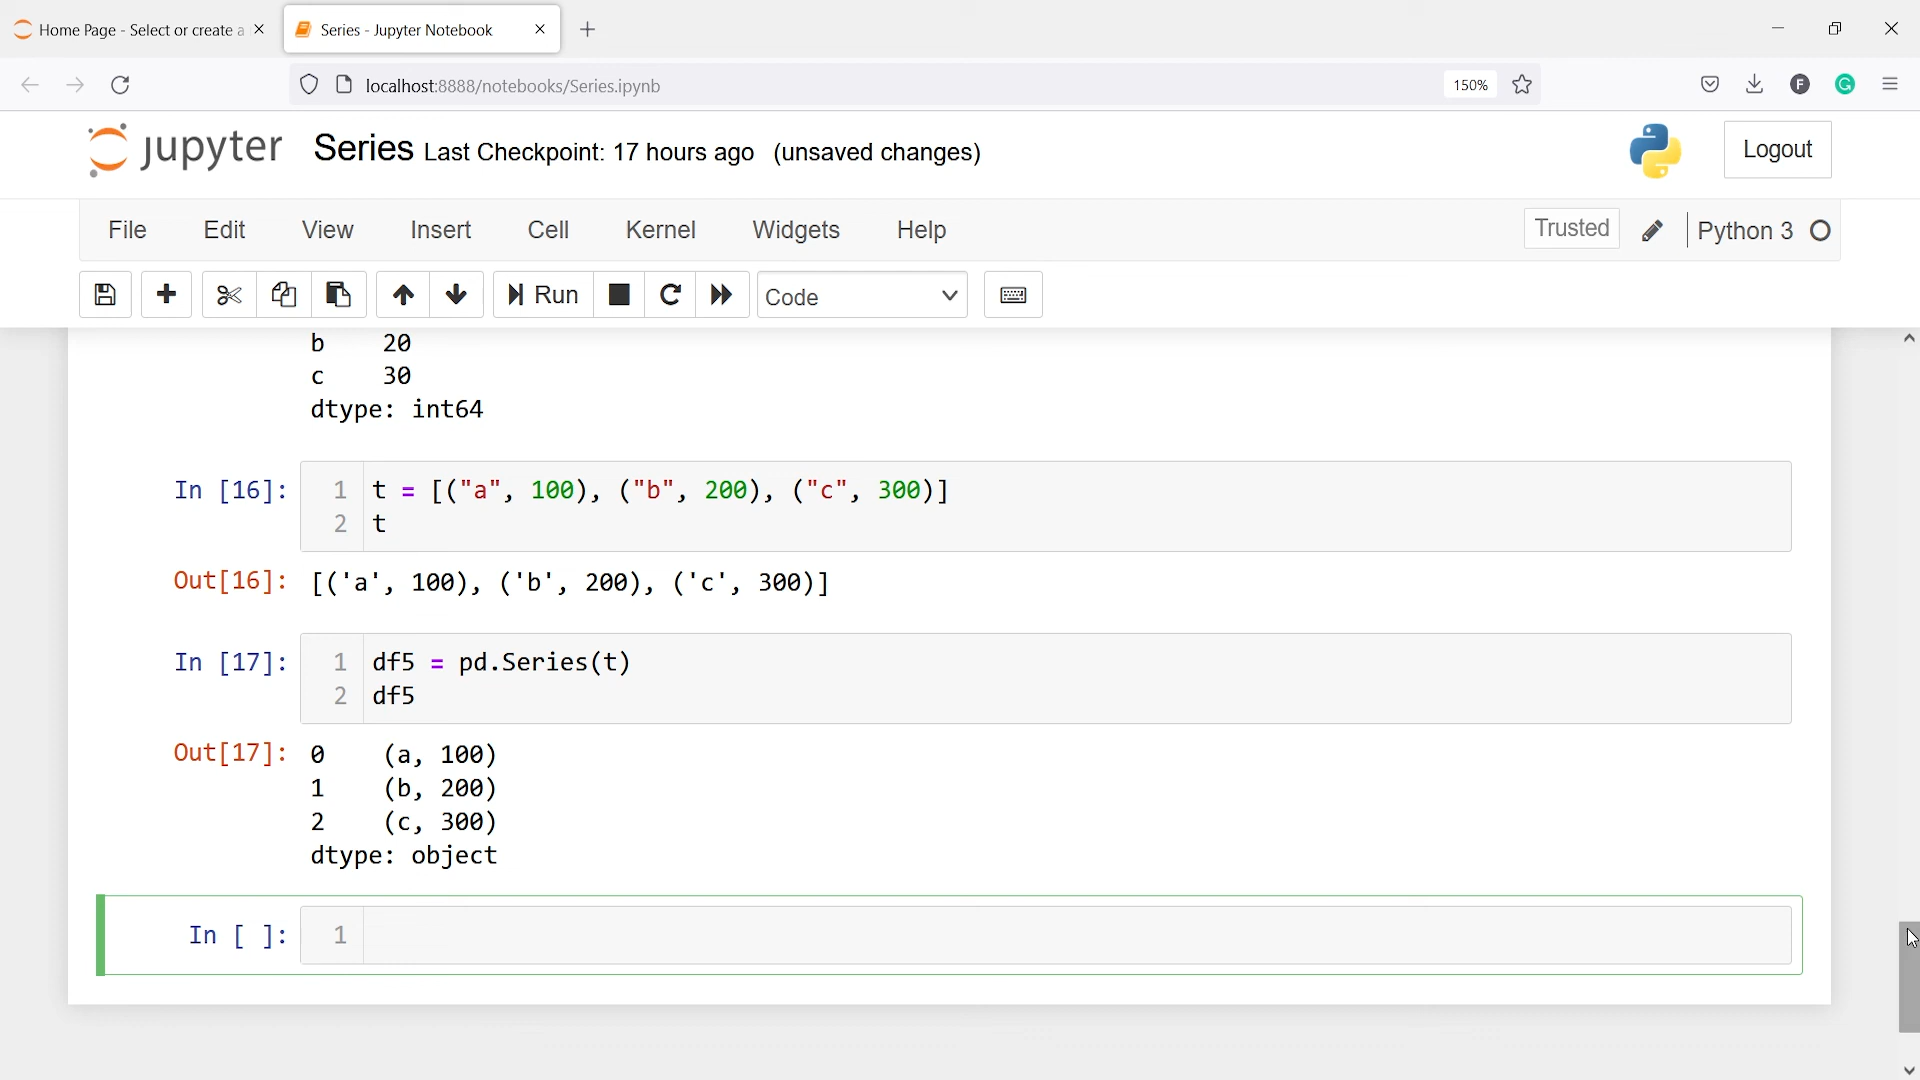 Home Page - Select or create a
Series - Jupyter Notebook
localhost:8888/notebooks/Series.ipynb
150%
F
G
jupyter
Series Last Checkpoint: 17 hours ago (unsaved changes)
Logout
File Edit View Insert Cell Kernel Widgets Help
Trusted
Python 3
Run
Code
b    20
c    30
dtype: int64
In [16]: 1 t = [("a", 100), ("b", 200), ("c", 300)]
2 t
Out[16]: [('a', 100), ('b', 200), ('c', 300)]
In [17]: 1 df5 = pd.Series(t)
2 df5
Out[17]: 0    (a, 100)
1    (b, 200)
2    (c, 300)
dtype: object
In [ ]: 1